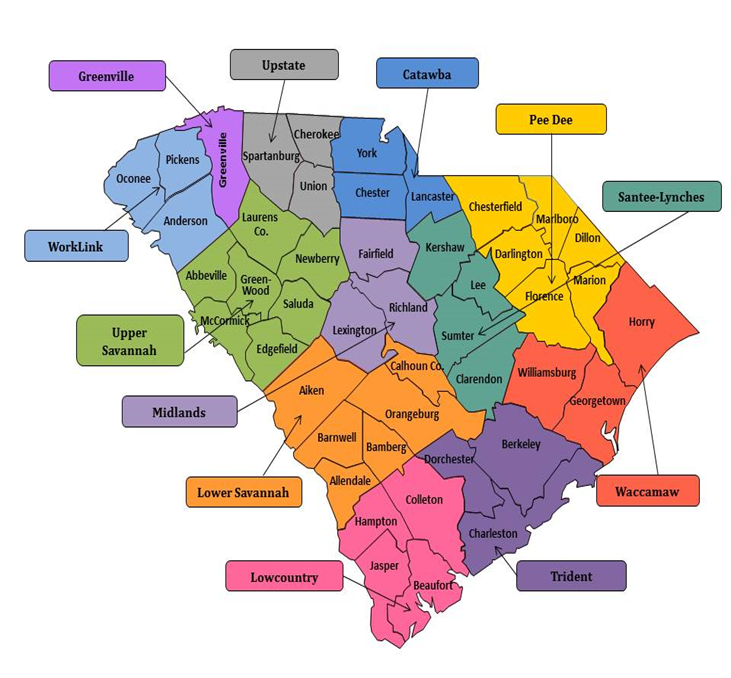 Upstate
Greenville
Catawba
Pee Dee
Santee-Lynches
Cherokee
York
Greenville
Spartanburg
Pickens
Oconee
Union
Chester
Lancaster
Chesterfield
Anderson
Laurens
Co.
Marlboro
Dillon
WorkLink
Kershaw
Fairfield
Darlington
Newberry
Abbeville
Green-
Wood
Lee
Marion
Florence
Saluda
Richland
McCormick
Lexington
Sumter
Horry
Upper
Savannah
Edgefield
Calhoun Co.
Williamsburg
Clarendon
Aiken
Georgetown
Midlands
Orangeburg
Barnwell
Bamberg
Berkeley
Dorchester
Allendale
Lower Savannah
Waccamaw
Colleton
Hampton
Charleston
Jasper
Lowcountry
Trident
Beaufort